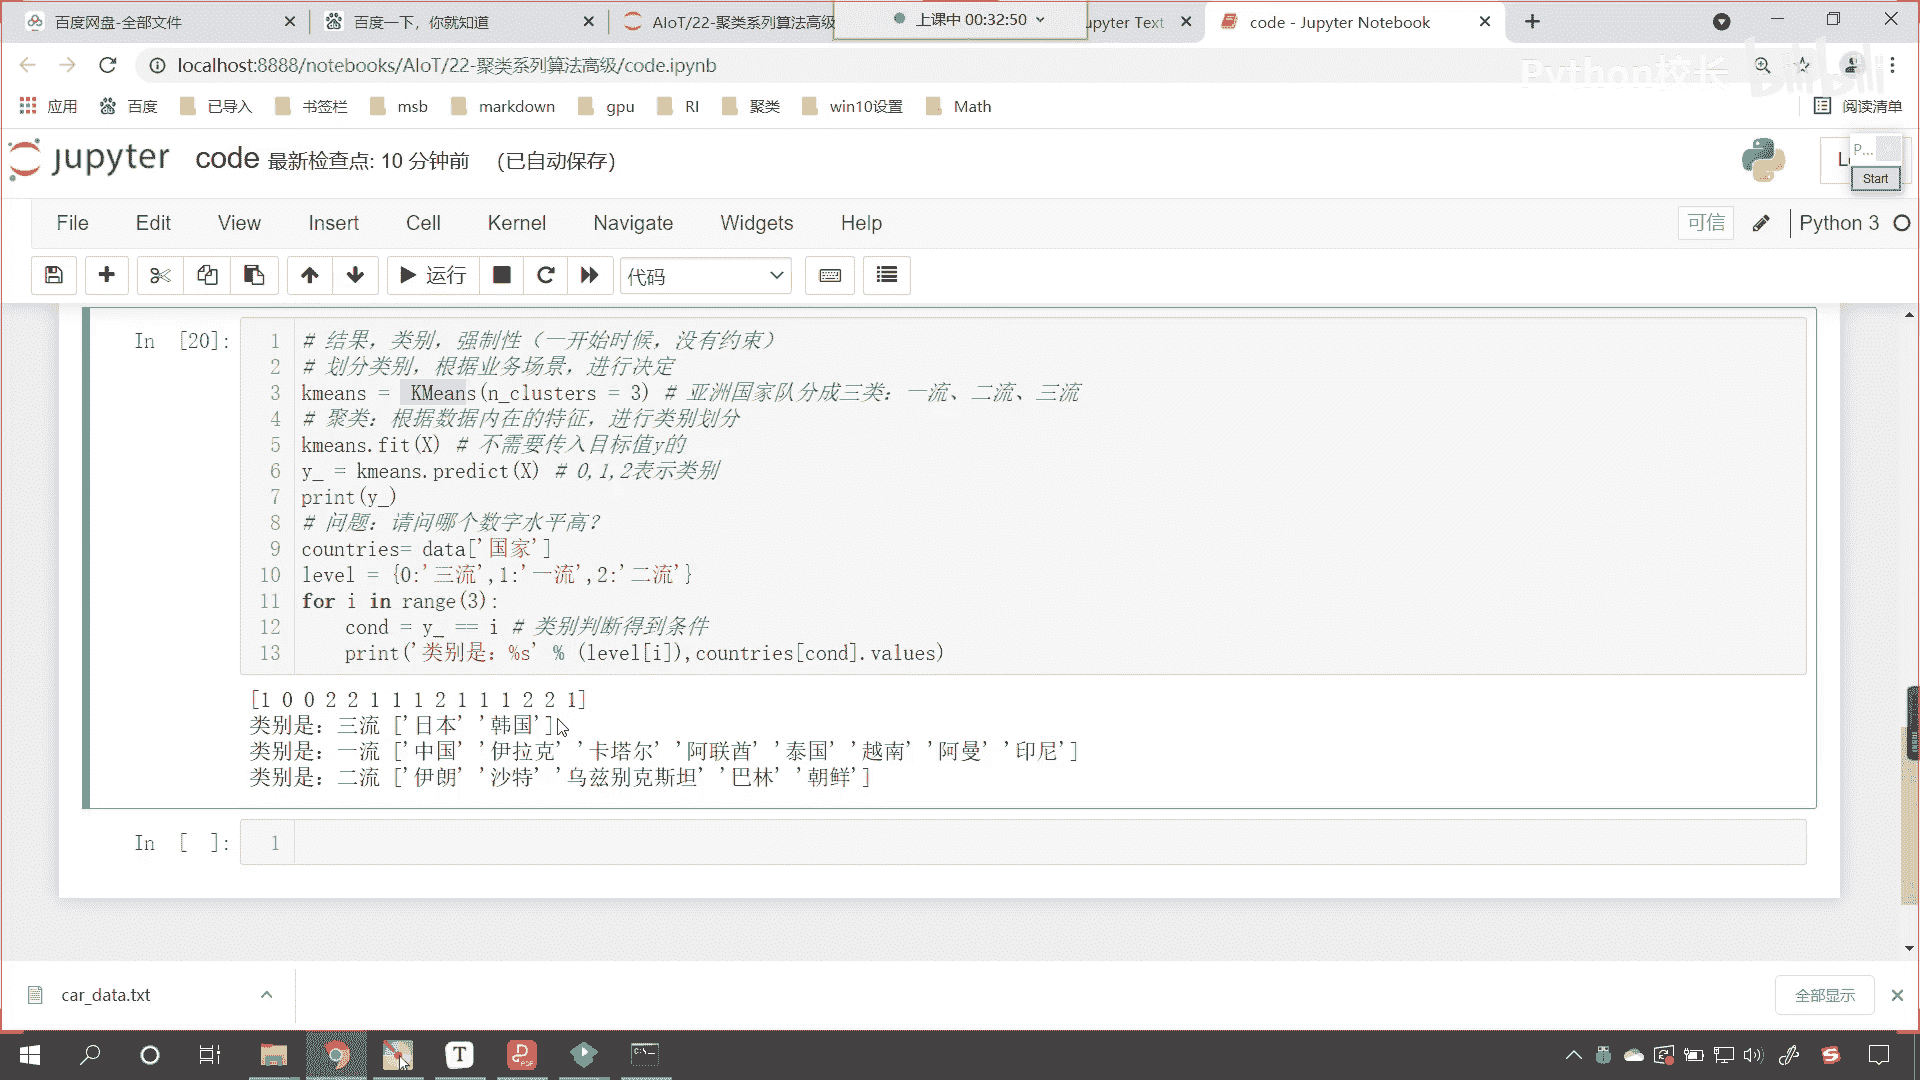 百度网盘-全部文件
百度一下，你就知道
AIoT/22-聚类系列算法高级
上课中 00:32:50
upyter Text
code - Jupyter Notebook
localhost:8888/notebooks/AIoT/22-聚类系列算法高级/code.ipynb
Python校长
bilibili
应用 百度 已导入 书签栏 msb markdown gpu RI 聚类 win10设置 Math 阅读清单
jupyter code 最新检查点: 10 分钟前 (已自动保存)
P...
Start
File Edit View Insert Cell Kernel Navigate Widgets Help 可信 Python 3
运行 代码
In [20]:
1 # 结果，类别，强制性（一开始时候，没有约束）
2 # 划分类别，根据业务场景，进行决定
3 kmeans = KMeans(n_clusters = 3) # 亚洲国家队分成三类：一流、二流、三流
4 # 聚类：根据数据内在的特征，进行类别划分
5 kmeans.fit(X) # 不需要传入目标值y的
6 y_ = kmeans.predict(X) # 0,1,2表示类别
7 print(y_)
8 # 问题：请问哪个数字水平高？
9 countries= data['国家']
10 level = {0:'三流',1:'一流',2:'二流'}
11 for i in range(3):
12 cond = y_ == i # 类别判断得到条件
13 print('类别是：%s' % (level[i]),countries[cond].values)
[1 0 0 2 2 1 1 1 2 1 1 1 2 2 1]
类别是：三流 ['日本' '韩国']
类别是：一流 ['中国' '伊拉克' '卡塔尔' '阿联酋' '泰国' '越南' '阿曼' '印尼']
类别是：二流 ['伊朗' '沙特' '乌兹别克斯坦' '巴林' '朝鲜']
In [ ]:
1
car_data.txt
全部显示